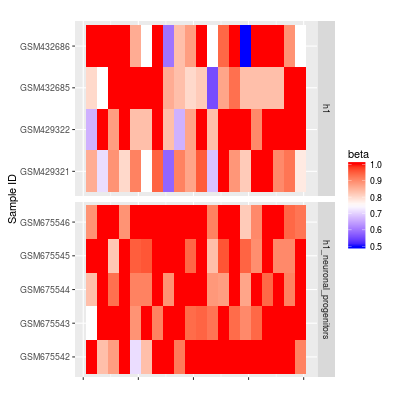 Sample ID
GSM432686
GSM432685
GSM429322
GSM429321
h1
GSM675546
GSM675545
GSM675544
GSM675543
GSM675542
h1_neuronal_progenitors
beta
1.0
0.9
0.8
0.7
0.6
0.5